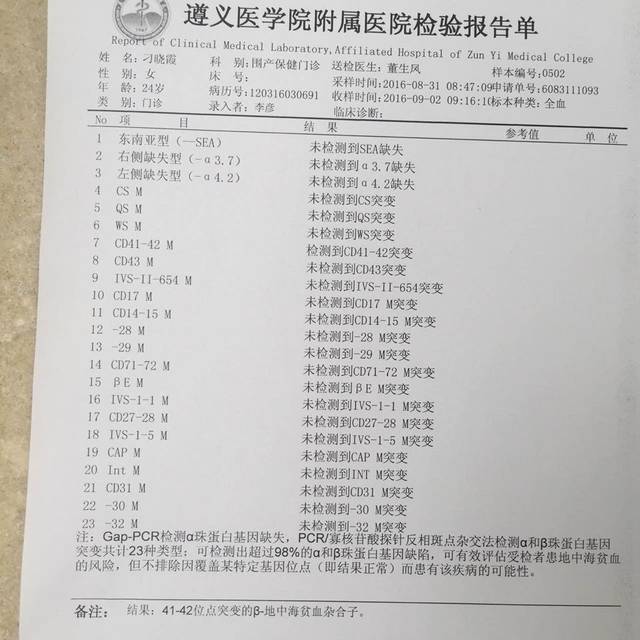 遵义医学院附属医院检验报告单
Report of Clinical Medical Laboratory,Affiliated Hospital of Zun Yi Medical College
姓 名: 刁晓霞 科 别: 围产保健门诊 送检医生: 董生凤 样本编号:0502
性 别: 女 床 号: 采样时间:2016-08-31 08:47:09 申请单号:6083111093
年 龄: 24岁 病历号: 120316030691 收样时间:2016-09-02 09:16:10 标本种类: 全血
类 别: 门诊 录入者: 李彦 临床诊断:
No 项 目 结 果 参考值 单 位
1 东南亚型（—SEA） 未检测到SEA缺失
2 右侧缺失型（-α3.7） 未检测到α3.7缺失
3 左侧缺失型（-α4.2） 未检测到α4.2缺失
4 CS M 未检测到CS突变
5 QS M 未检测到QS突变
6 WS M 未检测到WS突变
7 CD41-42 M 检测到CD41-42突变
8 CD43 M 未检测到CD43突变
9 IVS-II-654 M 未检测到IVS-II-654突变
10 CD17 M 未检测到CD17 M突变
11 CD14-15 M 未检测到CD14-15 M突变
12 -28 M 未检测到-28 M突变
13 -29 M 未检测到-29 M突变
14 CD71-72 M 未检测到CD71-72 M突变
15 βE M 未检测到βE M突变
16 IVS-1-1 M 未检测到IVS-1-1 M突变
17 CD27-28 M 未检测到CD27-28 M突变
18 IVS-1-5 M 未检测到IVS-1-5 M突变
19 CAP M 未检测到CAP M突变
20 Int M 未检测到INT M突变
21 CD31 M 未检测到CD31 M突变
22 -30 M 未检测到-30 M突变
23 -32 M 未检测到-32 M突变
注: Gap-PCR检测α珠蛋白基因缺失，PCR/寡核苷酸探针反相斑点杂交法检测α和β珠蛋白基因
突变共计23种类型；可检测出超过98%的α和β珠蛋白基因缺陷，可有效评估受检者患地中海贫血
的风险，但不排除因覆盖某特定基因位点（即结果正常）而患有该疾病的可能性。
备注: 结果: 41-42位点突变的β-地中海贫血杂合子。